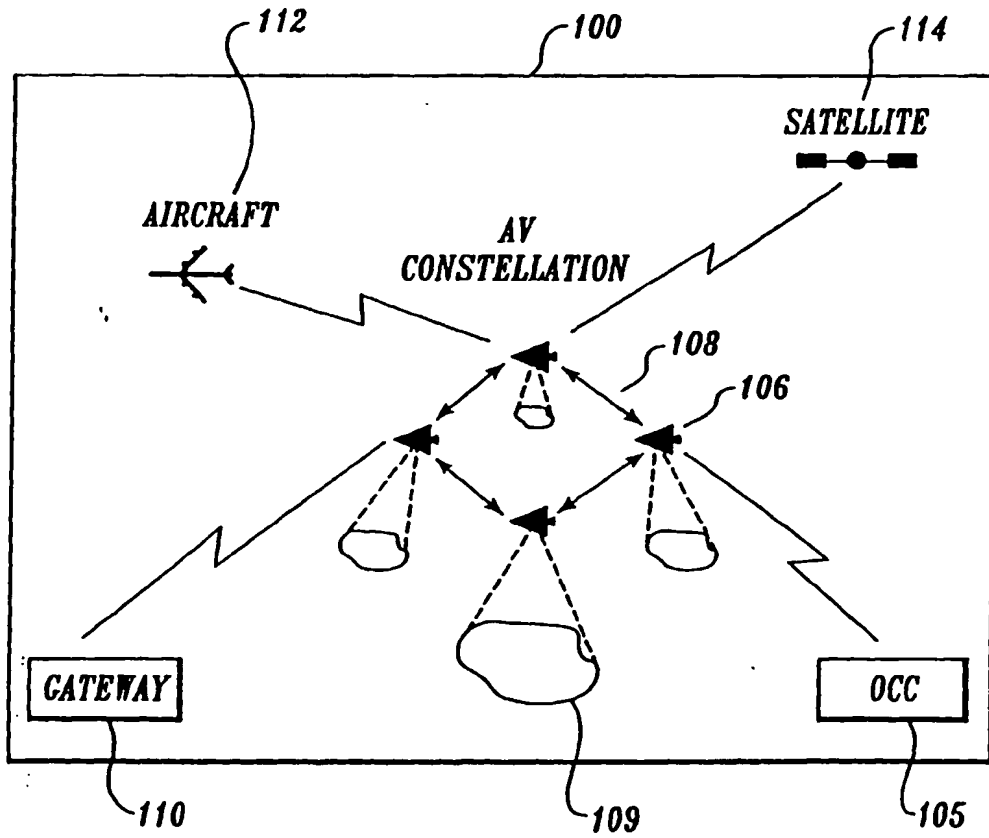 112
100
114
SATELLITE
AIRCRAFT
AV
CONSTELLATION
108
106
GATEWAY
OCC
110
109
105